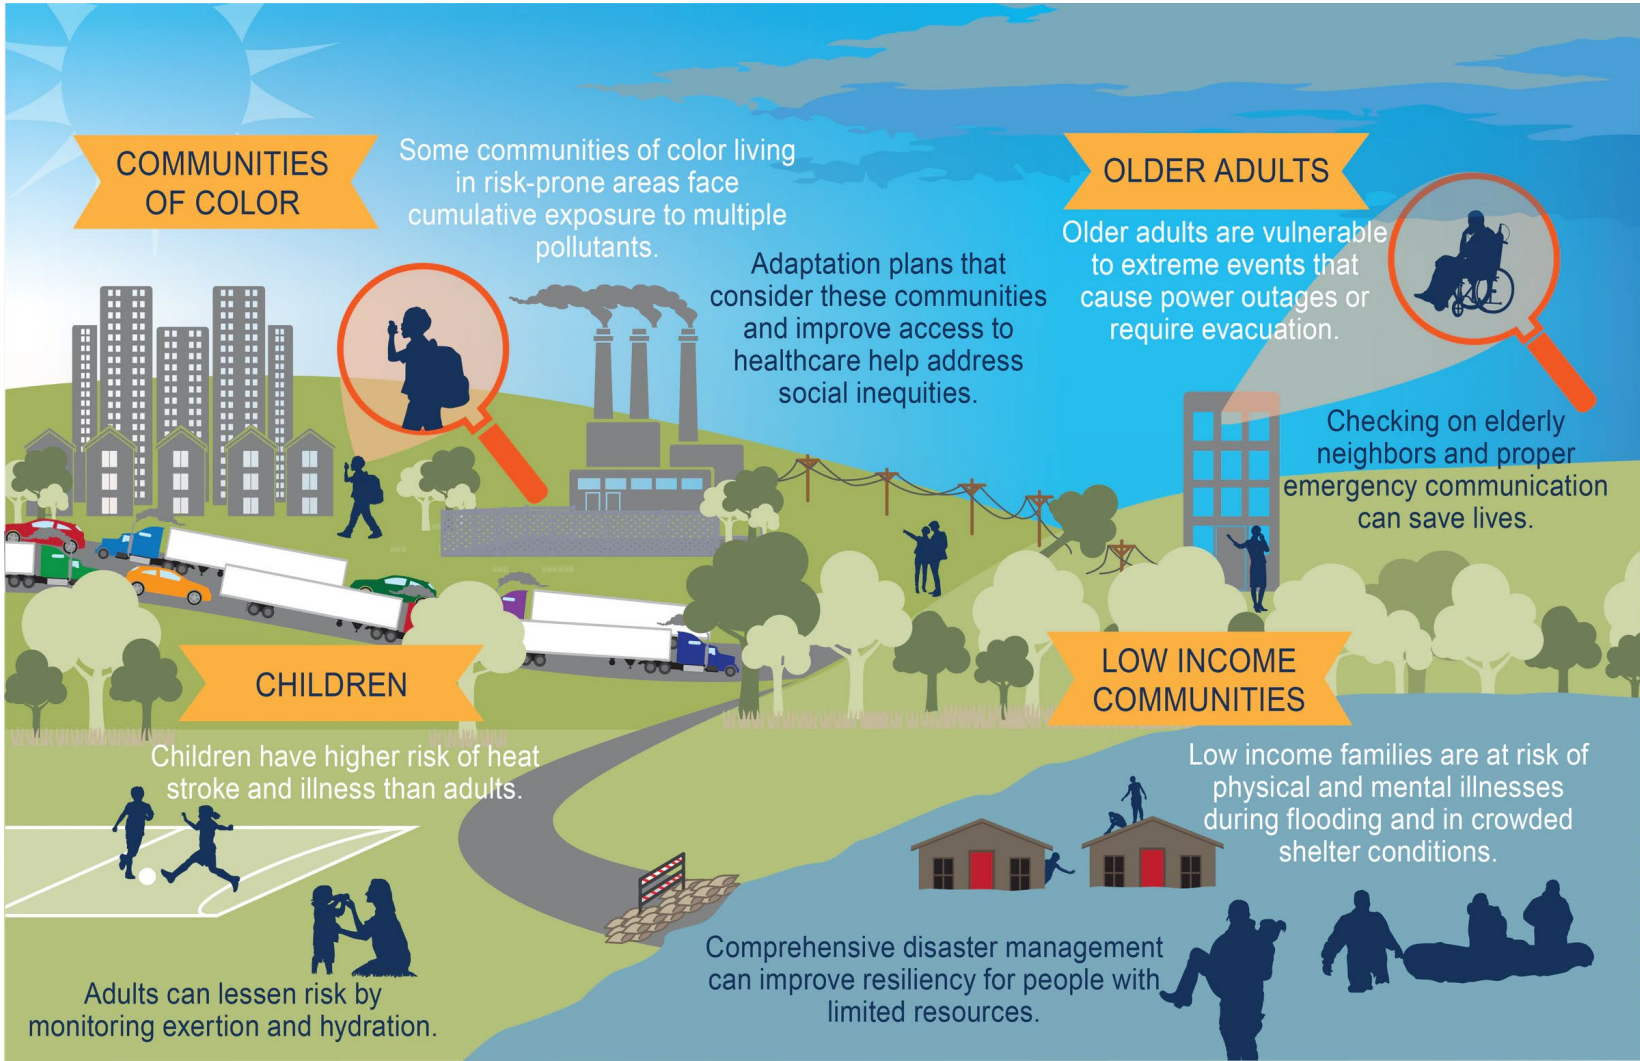 COMMUNITIES
OF COLOR
Some communities of color living
in risk-prone areas face
cumulative exposure to multiple
pollutants.
Adaptation plans that
consider these communities
and improve access to
healthcare help address
social inequities.
OLDER ADULTS
Older adults are vulnerable
to extreme events that
cause power outages or
require evacuation.
Checking on elderly
neighbors and proper
emergency communication
can save lives.
CHILDREN
Children have higher risk of heat
stroke and illness than adults.
Adults can lessen risk by
monitoring exertion and hydration.
LOW INCOME
COMMUNITIES
Low income families are at risk of
physical and mental illnesses
during flooding and in crowded
shelter conditions.
Comprehensive disaster management
can improve resiliency for people with
limited resources.